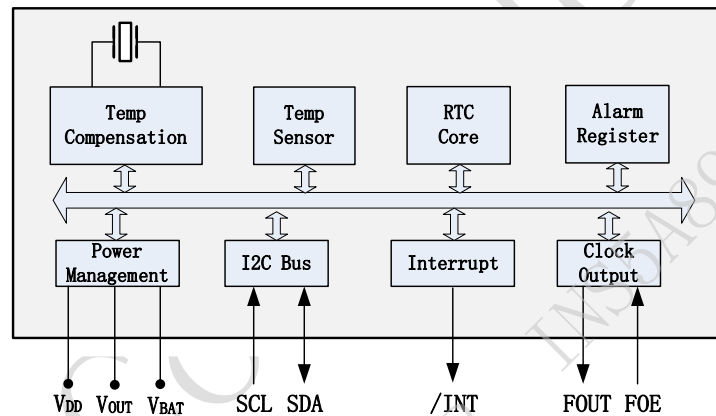 Temp
Compensation
Temp
Sensor
RTC
Core
Alarm
Register
Power
Management
I2C Bus
Interrupt
Clock
Output
VDD VOUT VBAT SCL SDA /INT FOUT FOE